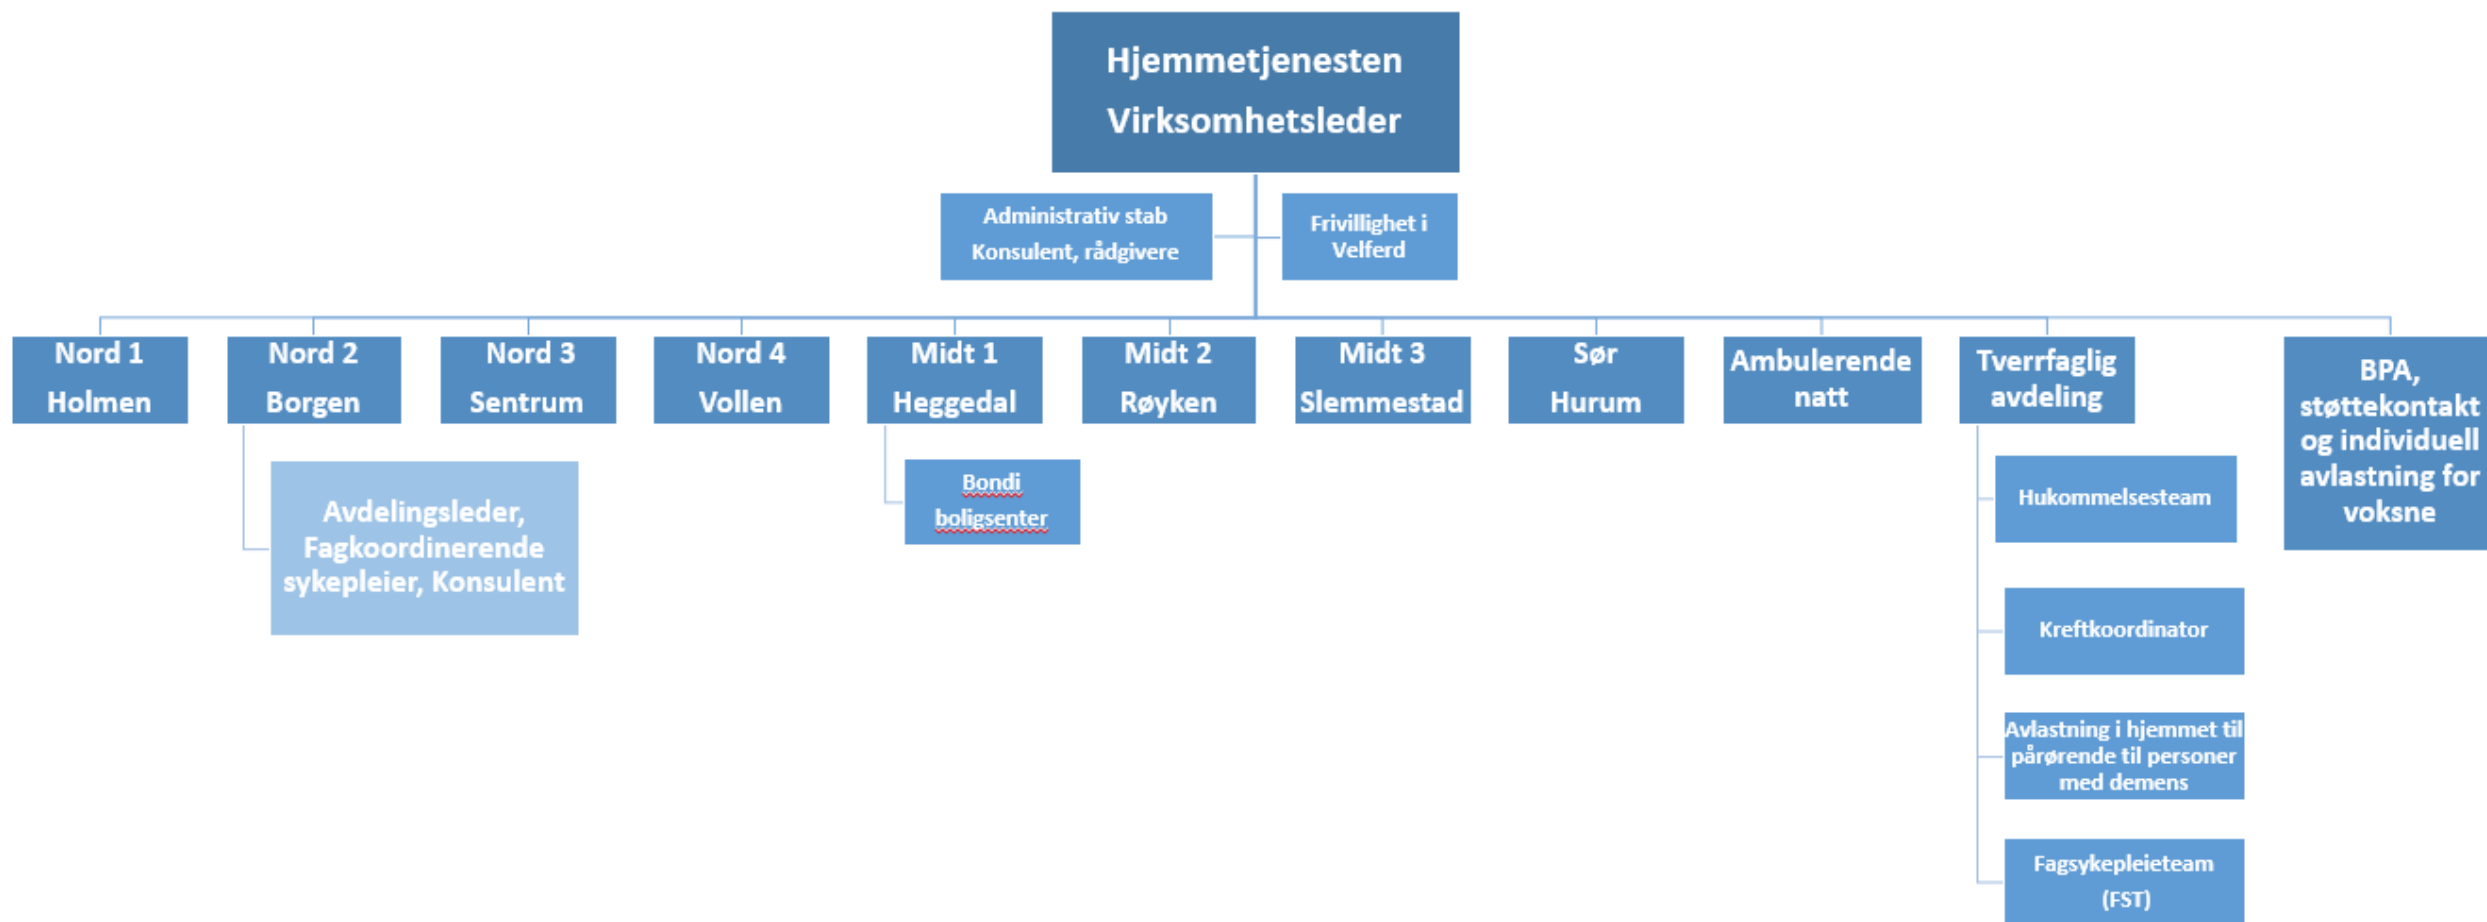 Hjemmetjenesten
Virksomhetsleder
Administrativ stab
Konsulent, rådgivere
Frivillighet i
Velferd
Nord 1
Holmen
Nord 2
Borgen
Nord 3
Sentrum
Nord 4
Vollen
Midt 1
Heggedal
Midt 2
Røyken
Midt 3
Slemmestad
Sør
Hurum
Ambulerende
natt
Tverrfaglig
avdeling
BPA,
støttekontakt
og individuell
avlastning for
voksne
Avdelingsleder,
Fagkoordinerende
sykepleier, Konsulent
Bondi
boligsenter
Hukommelsesteam
Kreftkoordinator
Avlastning i hjemmet til
pårørende til personer
med demens
Fagsykepleieteam
(FST)